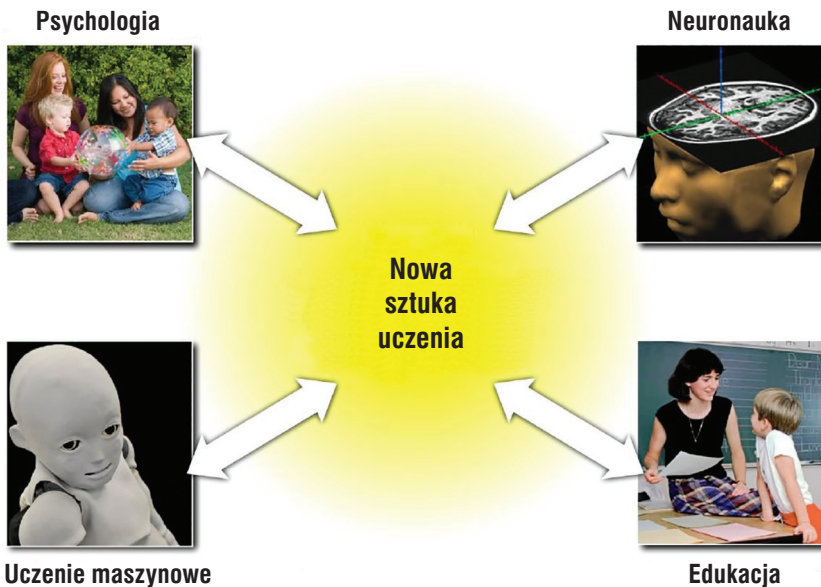 Psychologia
Neuronauka
Nowa
sztuka
uczenia
Uczenie maszynowe
Edukacja